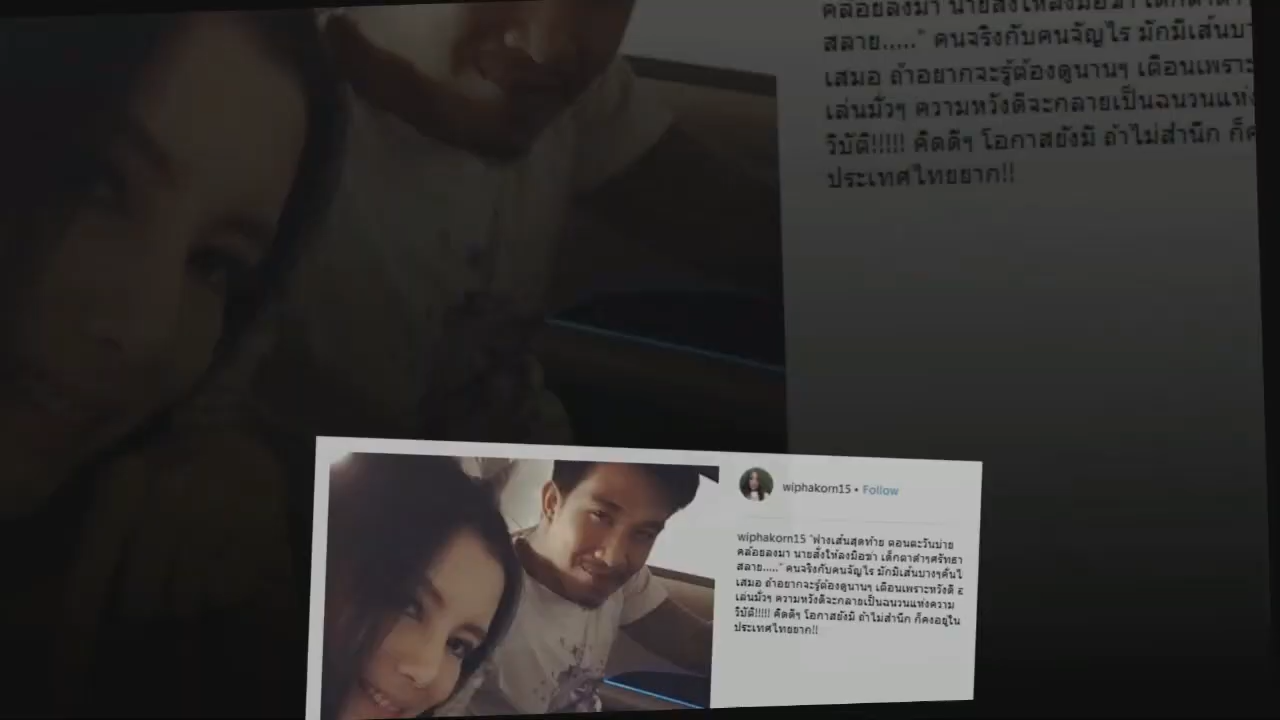 คล้อยลงมา นายสั่งให้ลงมือฆ่า เด็กตาดำๆ
สลาย....." คนจริงกับคนจัญไร มักมีเส้นบา
เสมอ ถ้าอยากจะรู้ต้องดูนานๆ เตือนเพราะ
เล่นมั่วๆ ความหวังดีจะกลายเป็นฉนวนแห่ง
วิบัติ!!!!! คิดดีๆ โอกาสยังมี ถ้าไม่สำนึก ก็ค
ประเทศไทยยาก!!
wiphakorn15 • Follow
wiphakorn15 "ฟางเส้นสุดท้าย ตอนตะวันบ่าย
คล้อยลงมา นายสั่งให้ลงมือฆ่า เด็กตาดำๆศรัทธา
สลาย....." คนจริงกับคนจัญไร มักมีเส้นบางๆคั่นไ
เสมอ ถ้าอยากจะรู้ต้องดูนานๆ เตือนเพราะหวังดี อ
เล่นมั่วๆ ความหวังดีจะกลายเป็นฉนวนแห่งความ
วิบัติ!!!!! คิดดีๆ โอกาสยังมี ถ้าไม่สำนึก ก็คงอยู่ใน
ประเทศไทยยาก!!